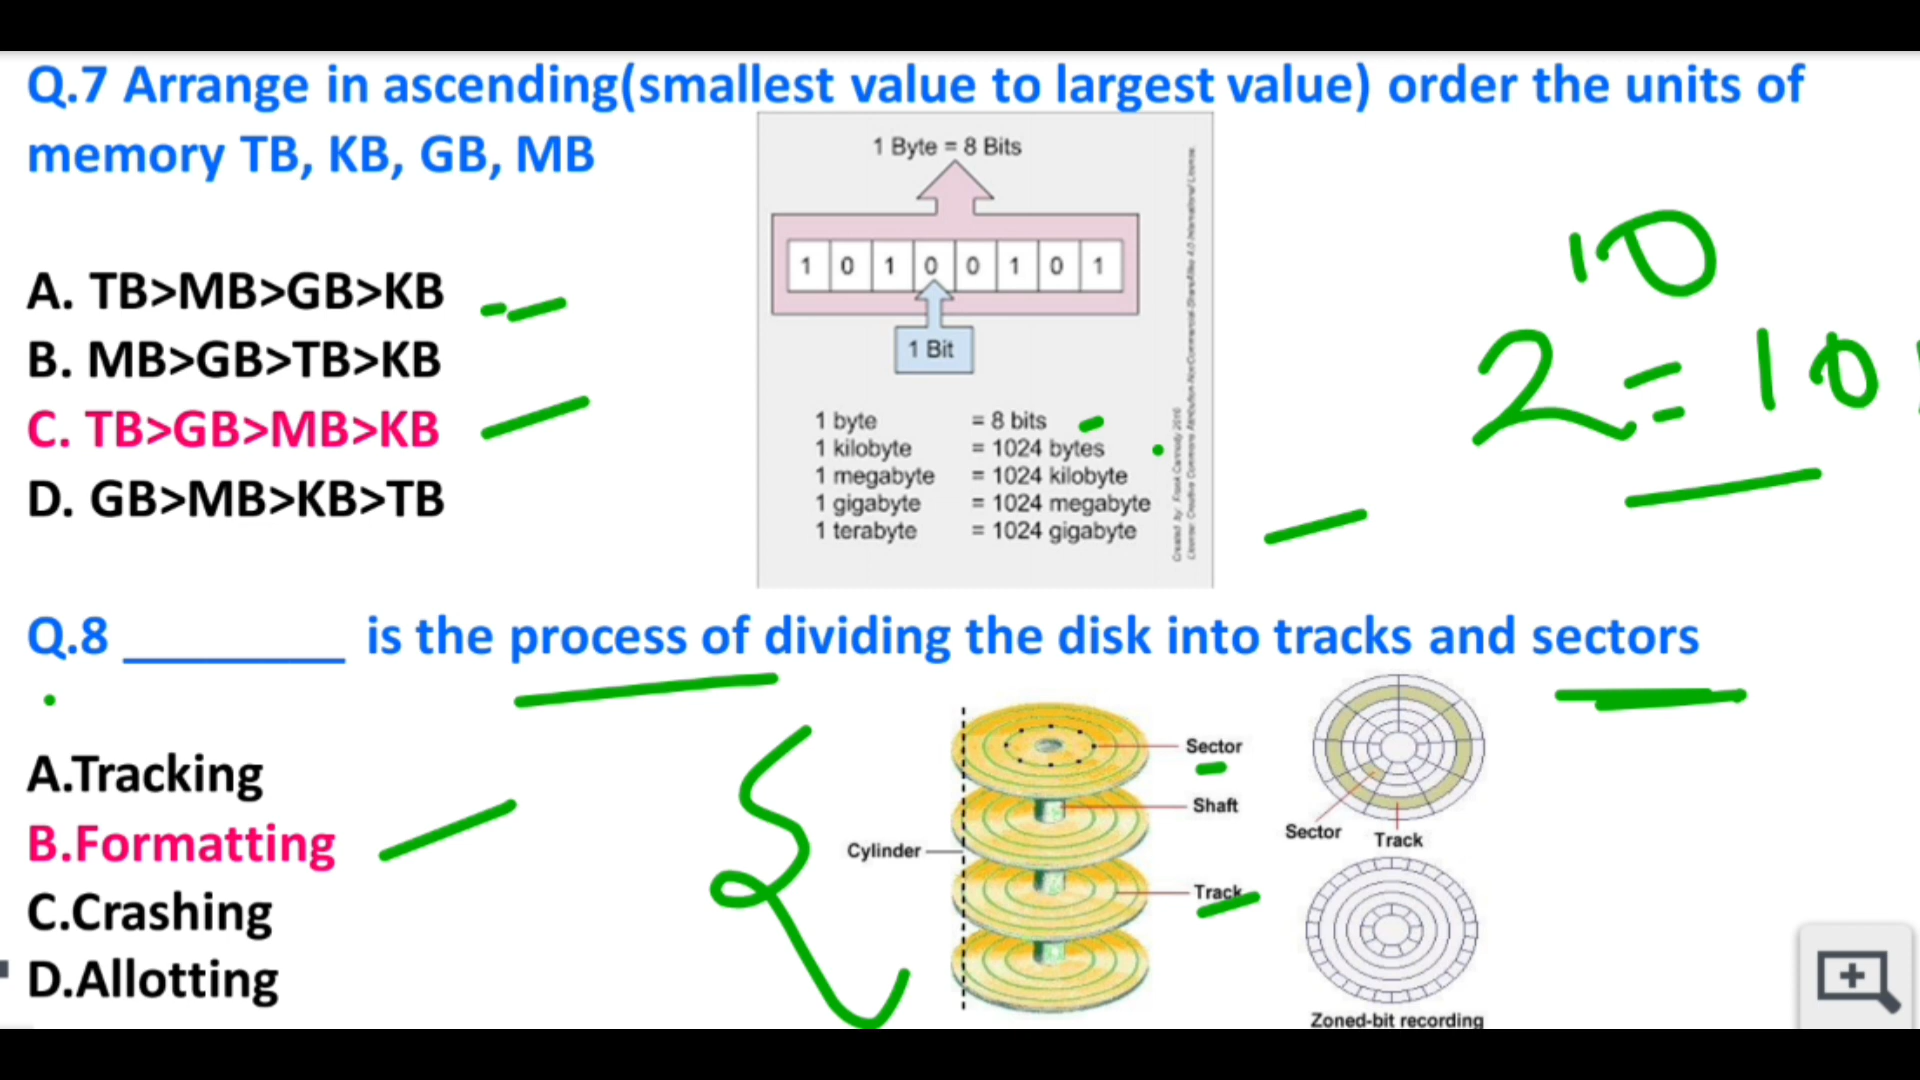 Q.7 Arrange in ascending(smallest value to largest value) order the units of
memory TB, KB, GB, MB
A. TB>MB>GB>KB
B. MB>GB>TB>KB
C. TB>GB>MB>KB
D. GB>MB>KB>TB
1 Byte = 8 Bits
1 0 1 0 0 1 0 1
1 Bit
1 byte = 8 bits
1 kilobyte = 1024 bytes
1 megabyte = 1024 kilobyte
1 gigabyte = 1024 megabyte
1 terabyte = 1024 gigabyte
10
2 = 10
Q.8 ________ is the process of dividing the disk into tracks and sectors
A.Tracking
B.Formatting
C.Crashing
D.Allotting
Sector
Shaft
Cylinder
Track
Sector
Track
Zoned-bit recording